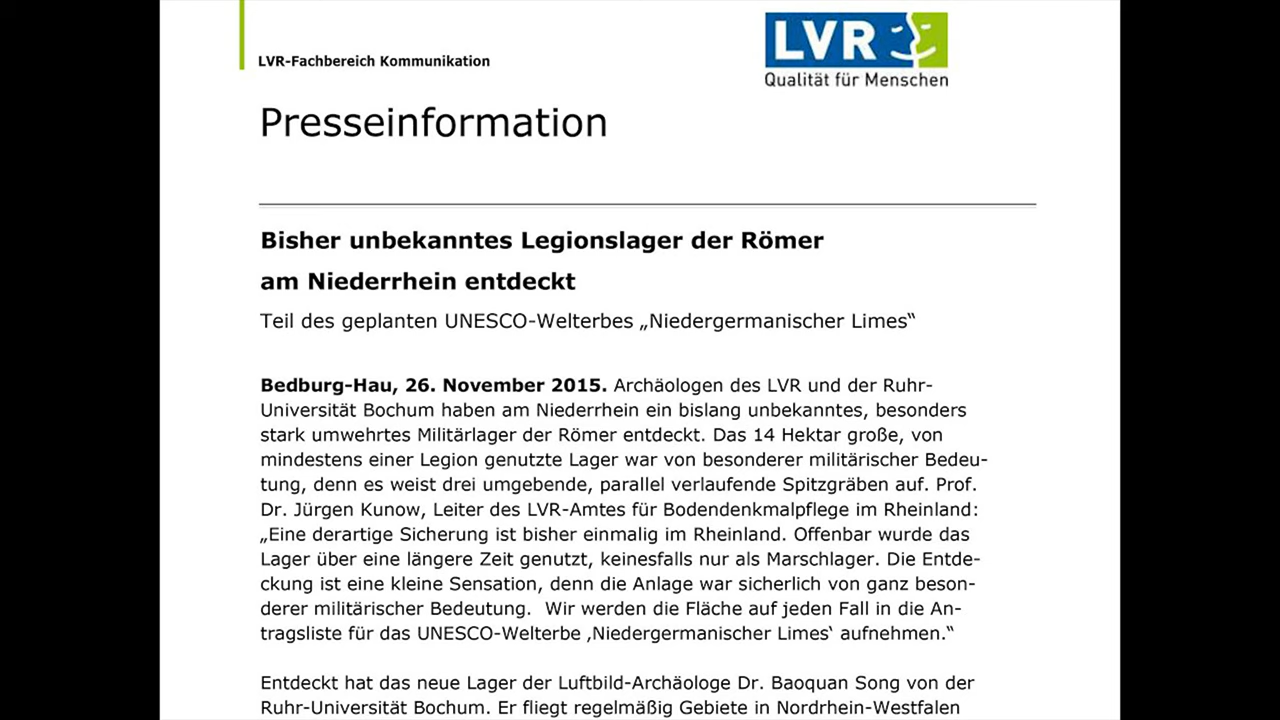 LVR-Fachbereich Kommunikation
LVR
Qualität für Menschen
Presseinformation
Bisher unbekanntes Legionslager der Römer
am Niederrhein entdeckt
Teil des geplanten UNESCO-Welterbes „Niedergermanischer Limes“
Bedburg-Hau, 26. November 2015. Archäologen des LVR und der Ruhr-
Universität Bochum haben am Niederrhein ein bislang unbekanntes, besonders
stark umwehrtes Militärlager der Römer entdeckt. Das 14 Hektar große, von
mindestens einer Legion genutzte Lager war von besonderer militärischer Bedeu-
tung, denn es weist drei umgebende, parallel verlaufende Spitzgräben auf. Prof.
Dr. Jürgen Kunow, Leiter des LVR-Amtes für Bodendenkmalpflege im Rheinland:
„Eine derartige Sicherung ist bisher einmalig im Rheinland. Offenbar wurde das
Lager über eine längere Zeit genutzt, keinesfalls nur als Marschlager. Die Entde-
ckung ist eine kleine Sensation, denn die Anlage war sicherlich von ganz beson-
derer militärischer Bedeutung.  Wir werden die Fläche auf jeden Fall in die An-
tragsliste für das UNESCO-Welterbe ‚Niedergermanischer Limes‘ aufnehmen.“
Entdeckt hat das neue Lager der Luftbild-Archäologe Dr. Baoquan Song von der
Ruhr-Universität Bochum. Er fliegt regelmäßig Gebiete in Nordrhein-Westfalen